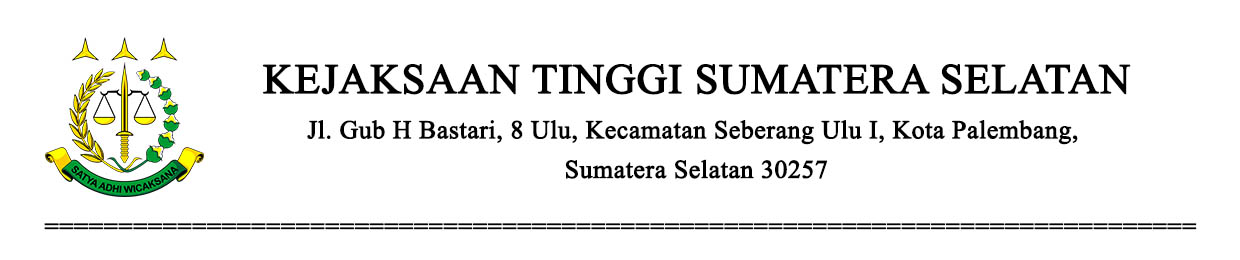 KEJAKSAAN TINGGI SUMATERA SELATAN
Jl. Gub H Bastari, 8 Ulu, Kecamatan Seberang Ulu I, Kota Palembang,
Sumatera Selatan 30257
SATYA ADHI WICAKSANA